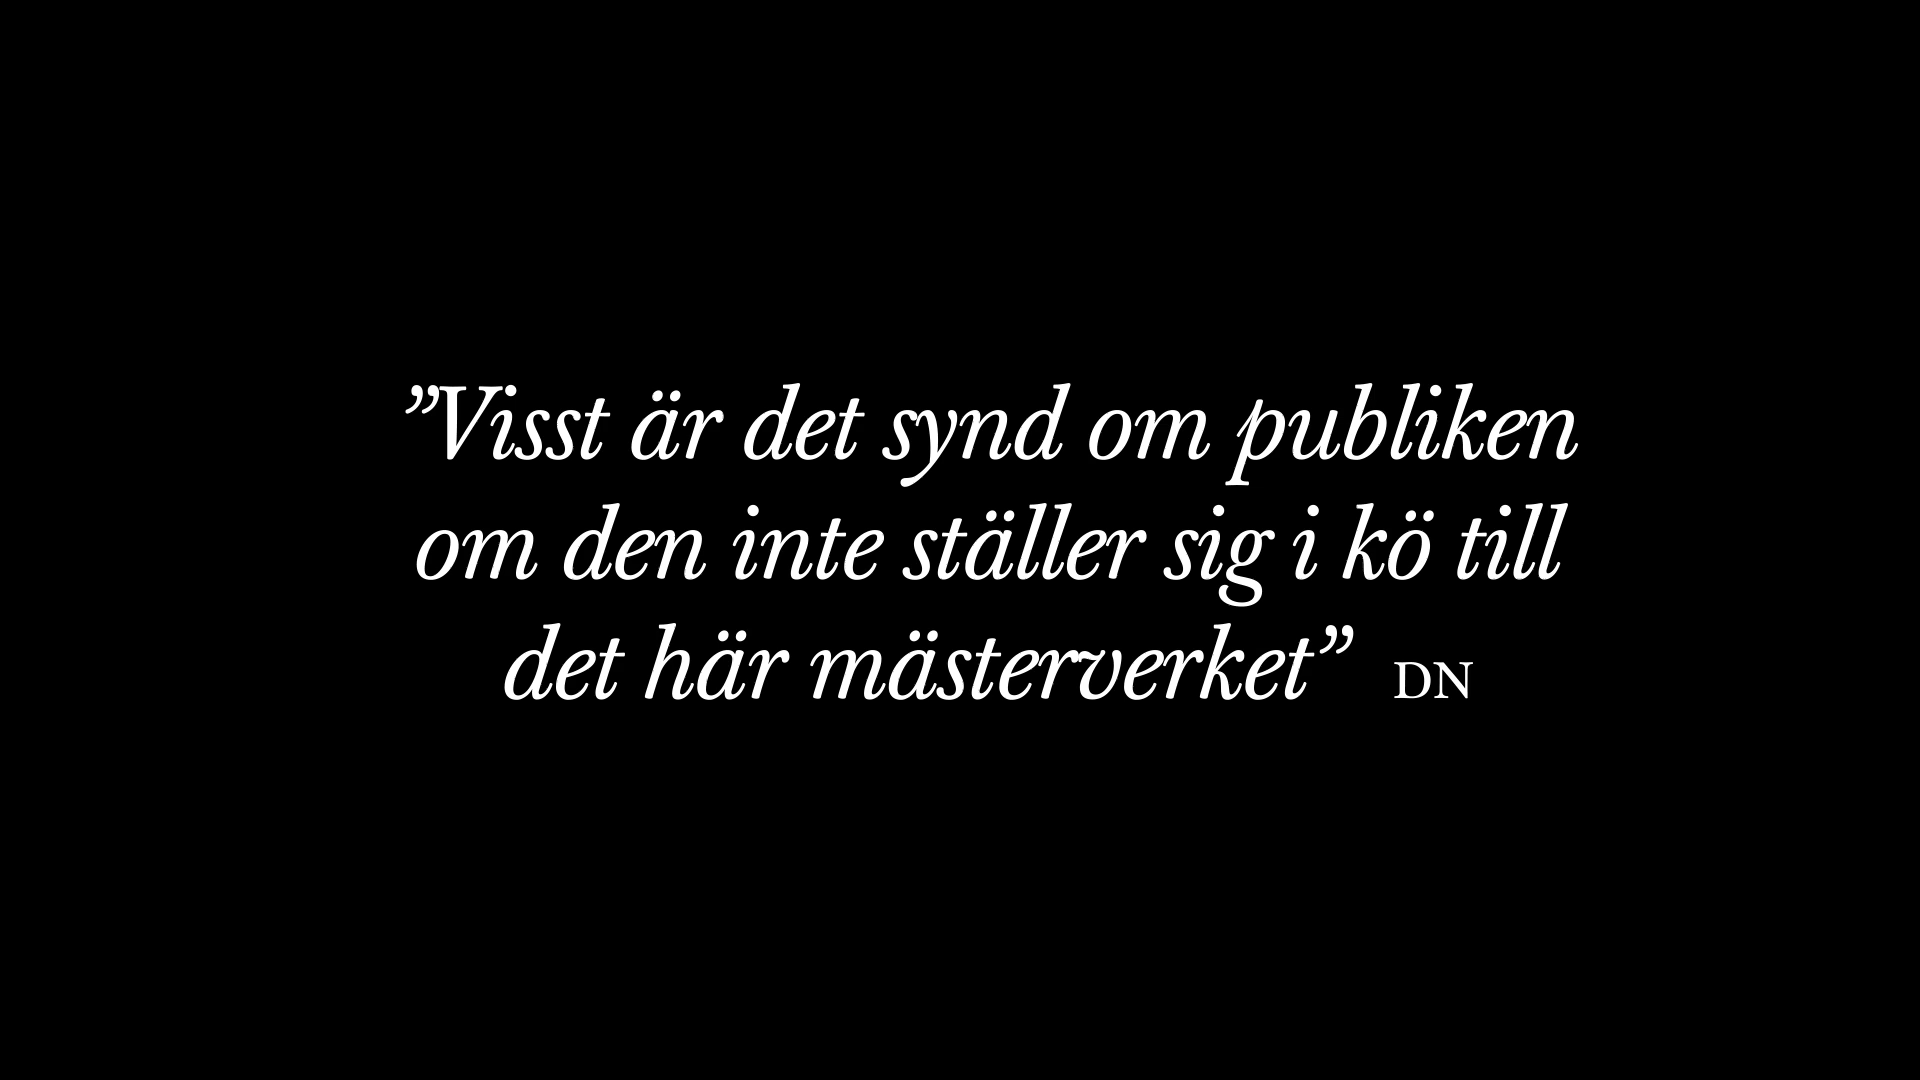 ”Visst är det synd om publiken
om den inte ställer sig i kö till
det här mästerverket” DN